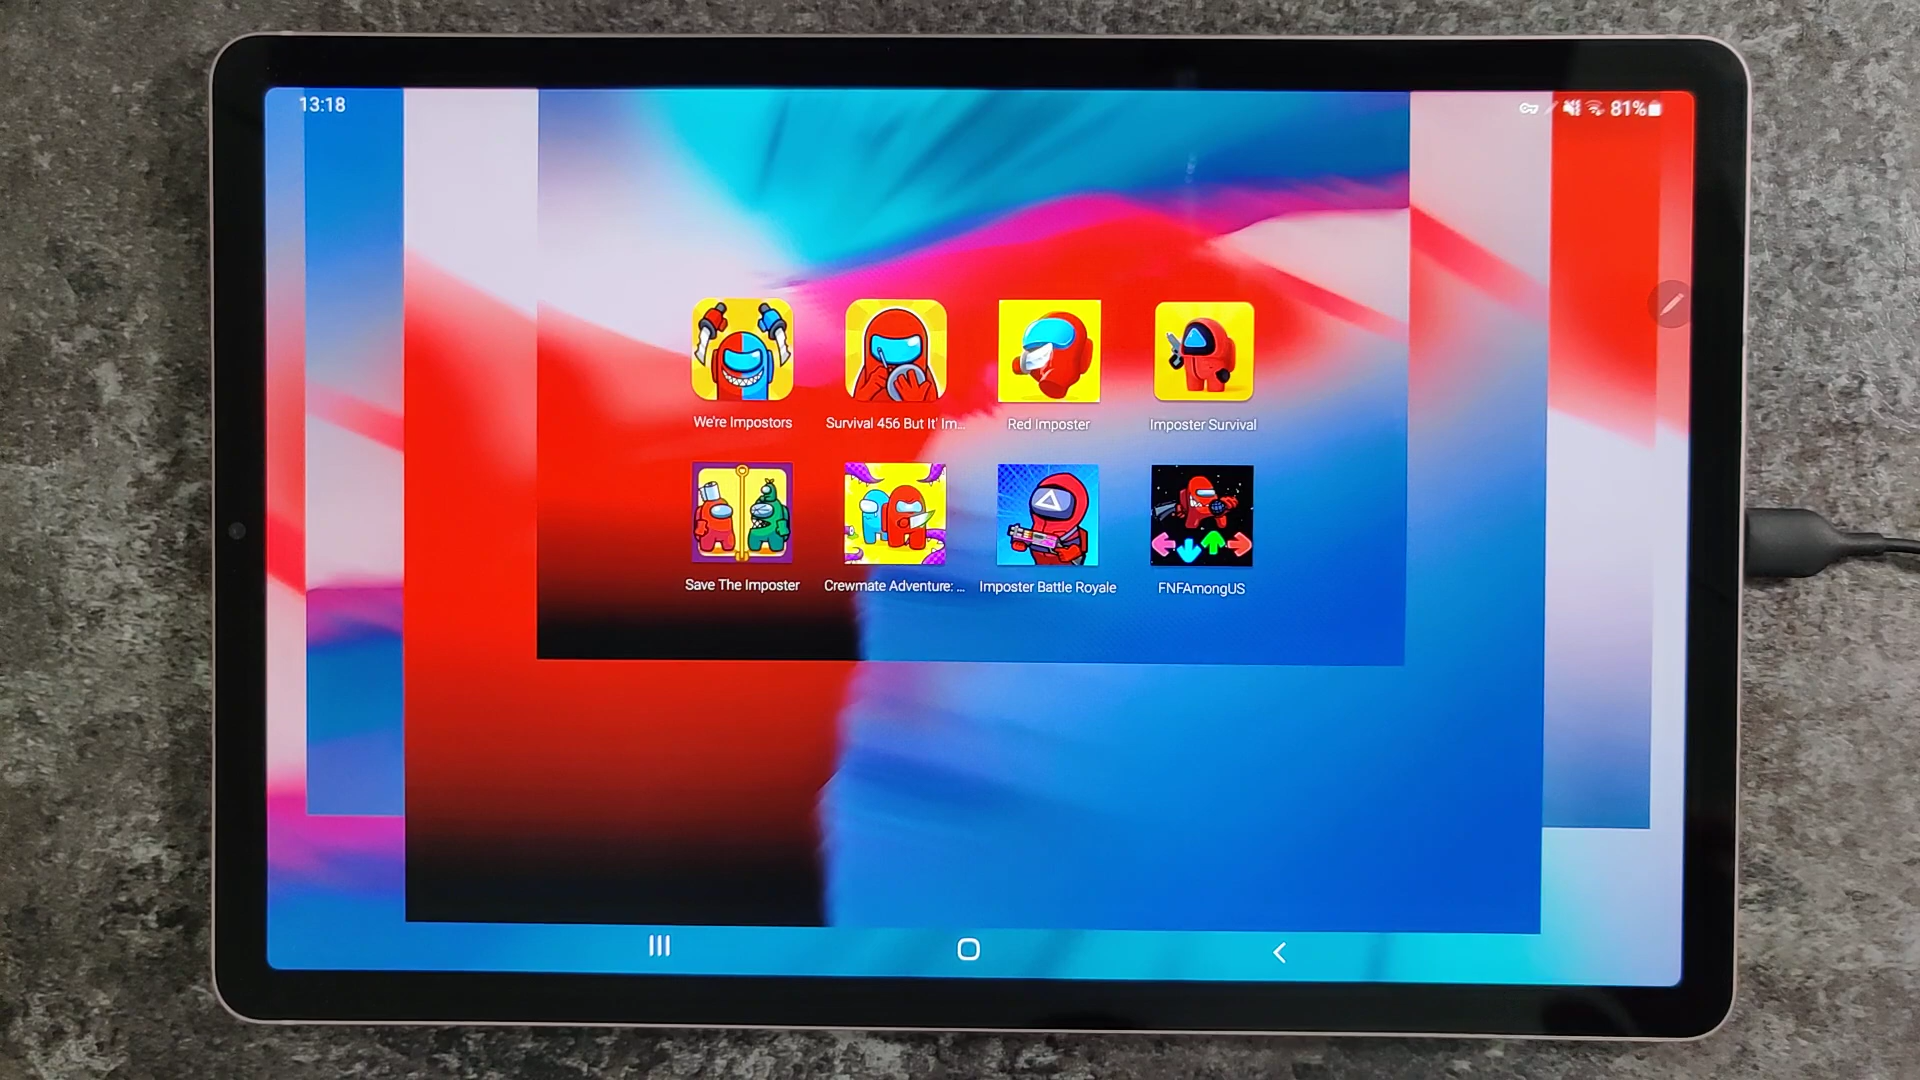 13:18
81%
We're Impostors
Survival 456 But It' Im...
Red Imposter
Imposter Survival
Save The Imposter
Crewmate Adventure: ...
Imposter Battle Royale
FNFAmongUS